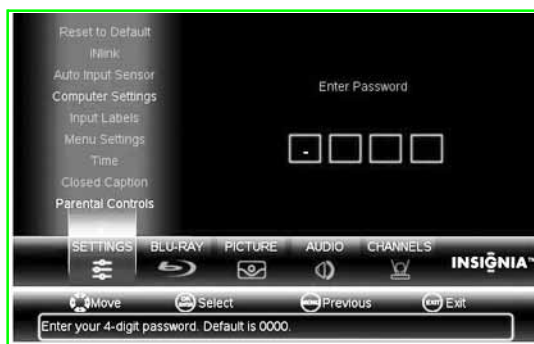 Reset to Default
INlink
Auto Input Sensor
Computer Settings
Input Labels
Menu Settings
Time
Closed Caption
Parental Controls
Enter Password
-
SETTINGS BLU-RAY PICTURE AUDIO CHANNELS
INSIGNIA™
Move OK ENTER Select MENU Previous EXIT Exit
Enter your 4-digit password. Default is 0000.